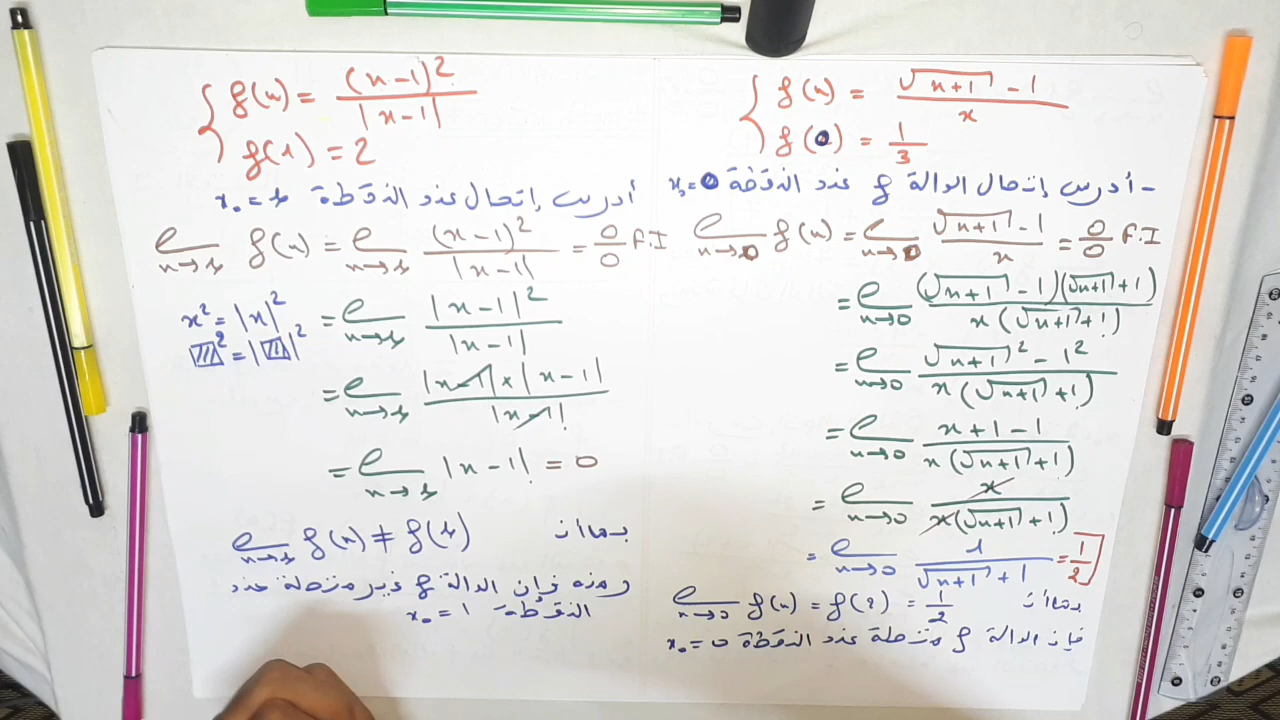 f(x) = (x-1)² / |x-1|
f(1) = 2
أدرس إتصال عند النقطة x₀ = 1
lim x→1 f(x) = lim x→1 (x-1)² / |x-1| = 0/0 F.I
= lim x→1 |x-1|² / |x-1|
x² = |x|²
▨² = |▨|²
= lim x→1 |x-1| × |x-1| / |x-1|
= lim x→1 |x-1| = 0
بما أن lim x→1 f(x) ≠ f(1)
ومنه فإن الدالة f غير متصلة عند
النقطة x₀ = 1
f(x) = (√(x+1) - 1) / x
f(0) = 1/3
- أدرس إتصال الدالة f عند النقطة x₀ = 0
lim x→0 f(x) = lim x→0 (√(x+1) - 1) / x = 0/0 F.I
= lim x→0 (√(x+1) - 1)(√(x+1) + 1) / x(√(x+1) + 1)
= lim x→0 (√(x+1)² - 1²) / x(√(x+1) + 1)
= lim x→0 (x+1-1) / x(√(x+1) + 1)
= lim x→0 x / x(√(x+1) + 1)
= lim x→0 1 / (√(x+1) + 1) = 1/2
بما أن lim x→0 f(x) = f( ) = 1/2
فإن الدالة f متصلة عند النقطة x₀ = 0